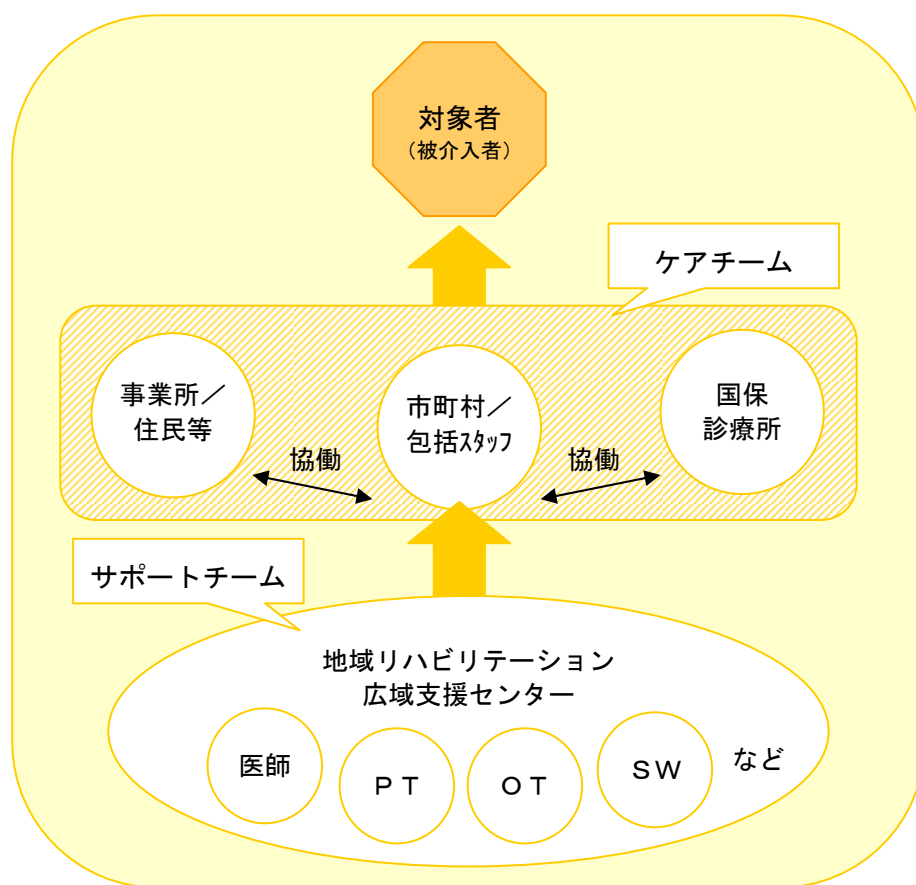 対象者
（被介入者）
ケアチーム
事業所／
住民等
市町村／
包括ｽﾀｯﾌ
国保
診療所
協働
協働
サポートチーム
地域リハビリテーション
広域支援センター
医師
ＰＴ
ＯＴ
ＳＷ
など